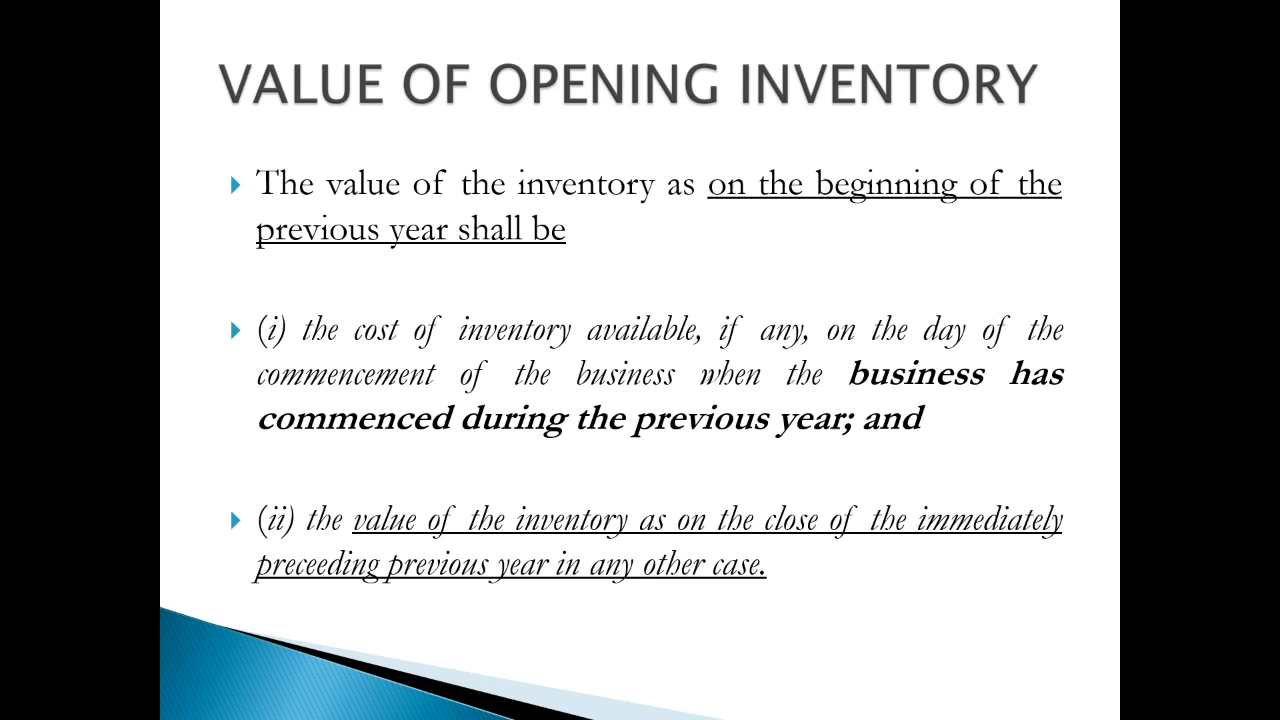 VALUE OF OPENING INVENTORY
The value of the inventory as on the beginning of the
previous year shall be
(i) the cost of inventory available, if any, on the day of the
commencement of the business when the business has
commenced during the previous year; and
(ii) the value of the inventory as on the close of the immediately
preceeding previous year in any other case.